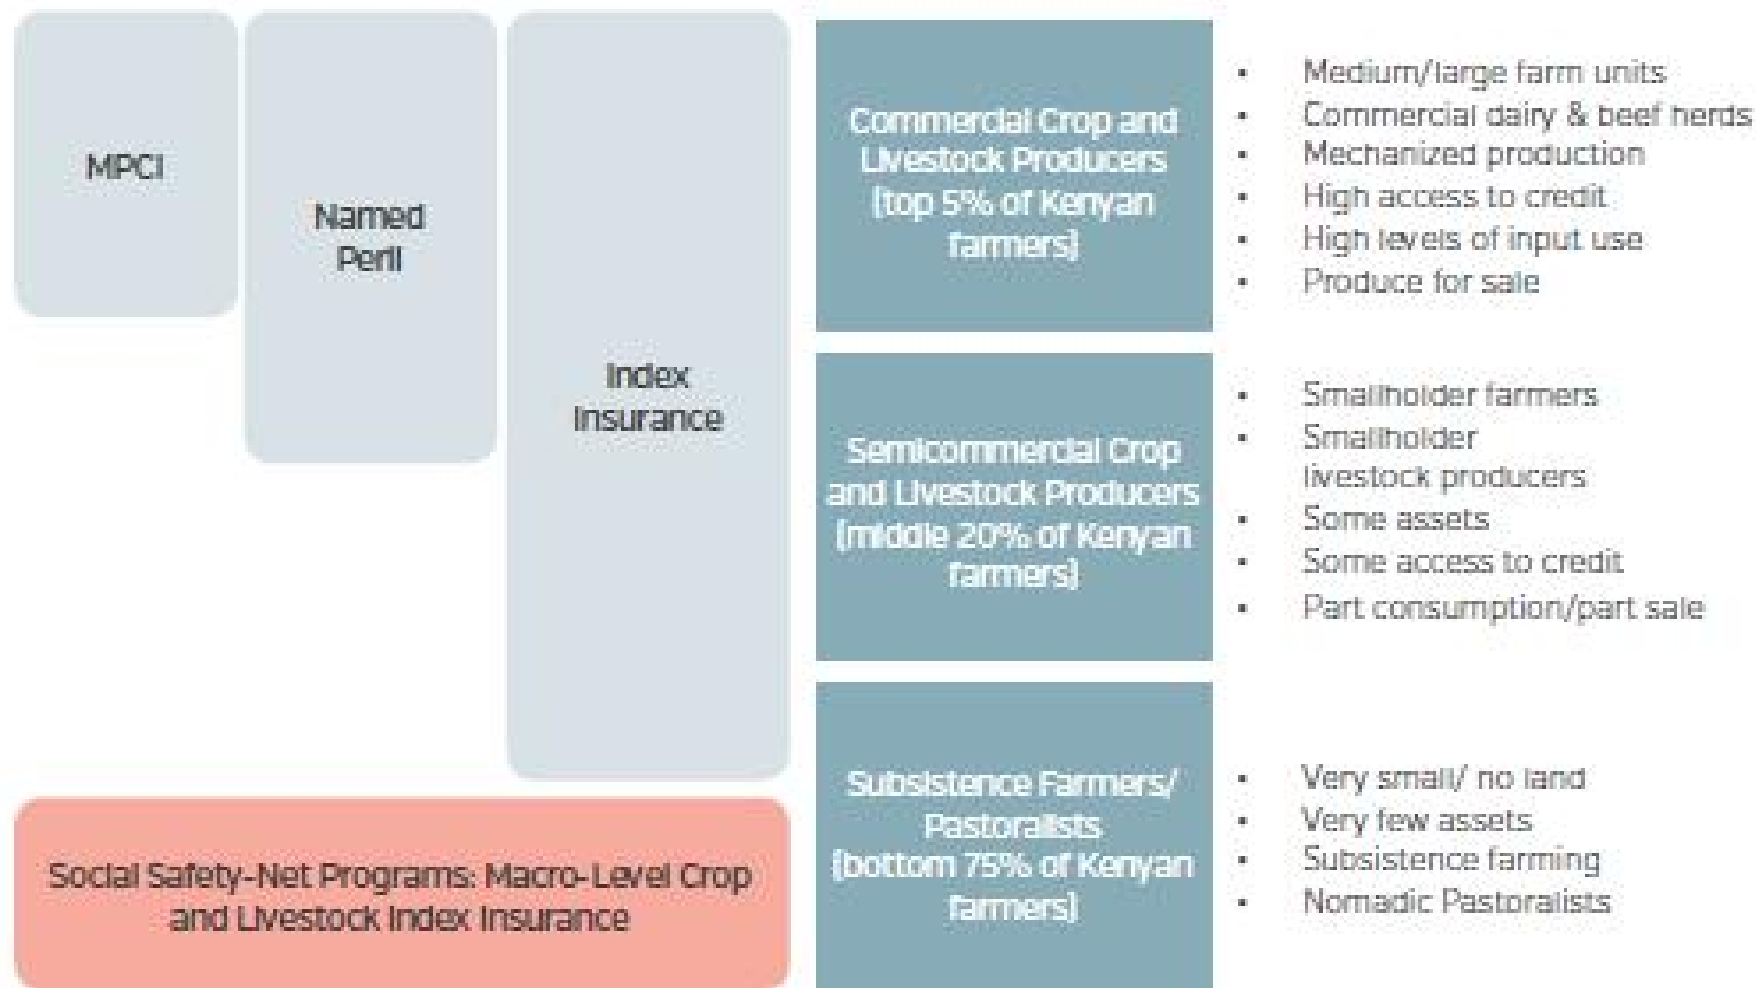 MPCI
Named
Peril
Index
Insurance
Social Safety-Net Programs: Macro-Level Crop
and Livestock Index Insurance
Commercial Crop and
Livestock Producers
(top 5% of Kenyan
farmers)
• Medium/large farm units
• Commercial dairy & beef herds
• Mechanized production
• High access to credit
• High levels of input use
• Produce for sale
Semicommercial Crop
and Livestock Producers
(middle 20% of Kenyan
farmers)
• Smallholder farmers
• Smallholder
livestock producers
• Some assets
• Some access to credit
• Part consumption/part sale
Subsistence Farmers/
Pastoralists
(bottom 75% of Kenyan
farmers)
• Very small/ no land
• Very few assets
• Subsistence farming
• Nomadic Pastoralists